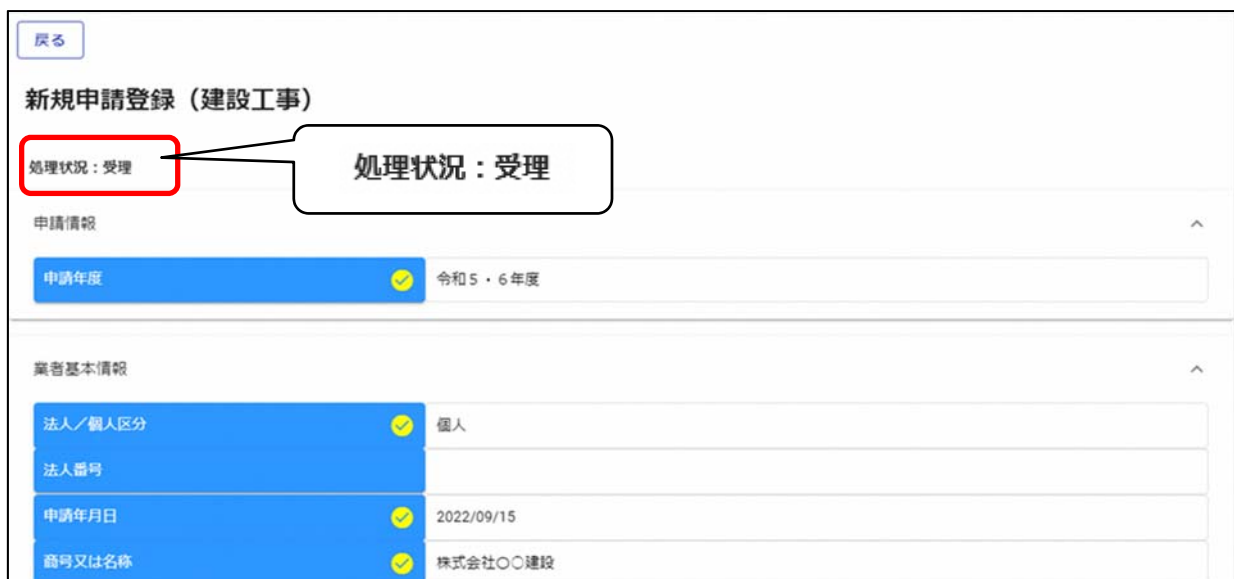 戻る
新規申請登録（建設工事）
処理状況：受理
処理状況：受理
申請情報
申請年度 令和５・６年度
業者基本情報
法人／個人区分 個人
法人番号
申請年月日 2022/09/15
商号又は名称 株式会社〇〇建設